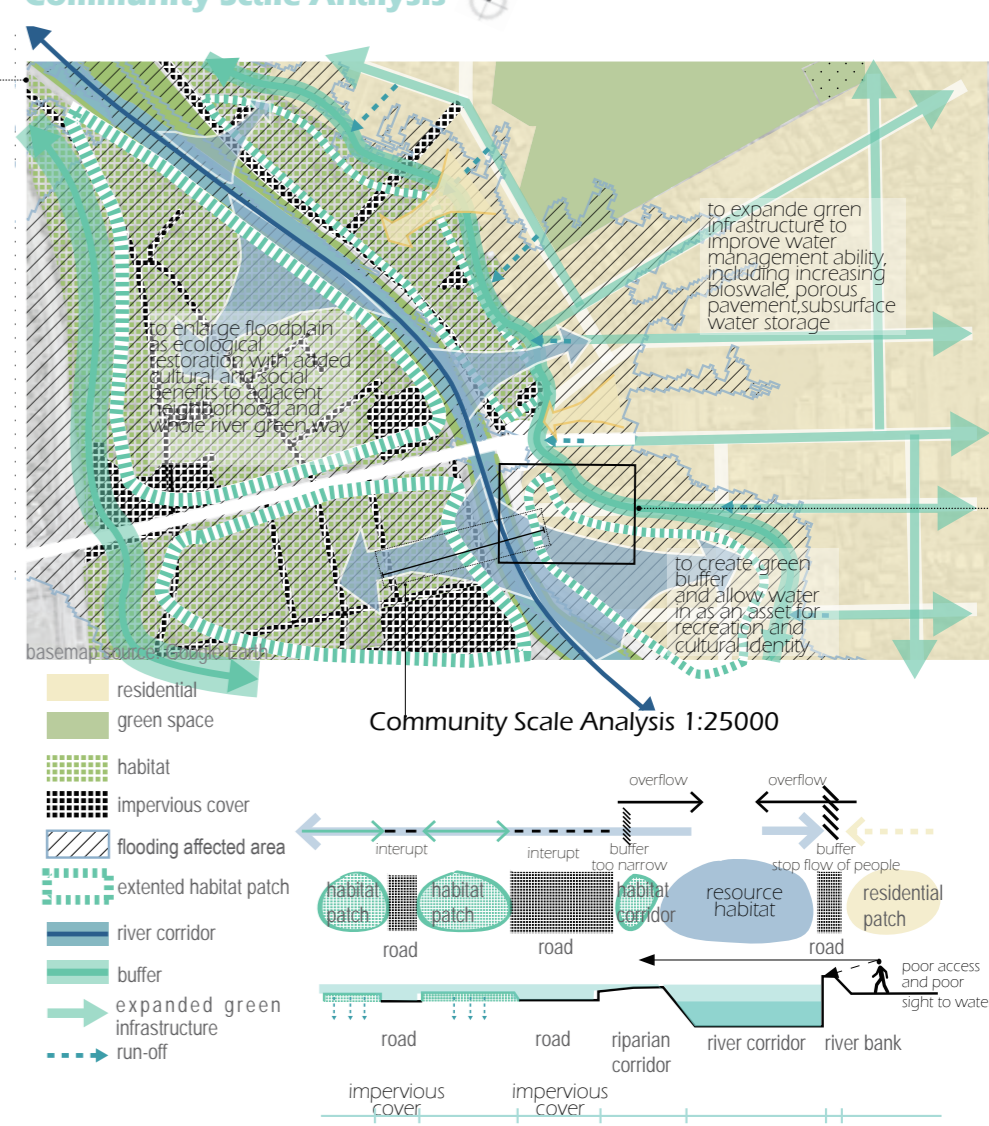 Community Scale Analysis
to expande grren
infrastructure to
improve water
management ability,
including increasing
bioswale, porous
pavement,subsurface
water storage
to enlarge floodplain
as ecological
restoration with added
cultural and social
benefits to adjacent
neighborhood and
whole river green way
to create green
buffer
and allow water
in as an asset for
recreation and
cultural identity
basemap source: Google Earth
residential
green space
habitat
impervious cover
flooding affected area
extented habitat patch
river corridor
buffer
expanded green
infrastructure
run-off
Community Scale Analysis 1:25000
overflow
overflow
interupt
interupt
buffer
too narrow
buffer
stop flow of people
habitat
patch
habitat
patch
habitat
corridor
resource
habitat
residential
patch
road
road
road
poor access
and poor
sight to wate
road
road
riparian
corridor
river corridor
river bank
impervious
cover
impervious
cover